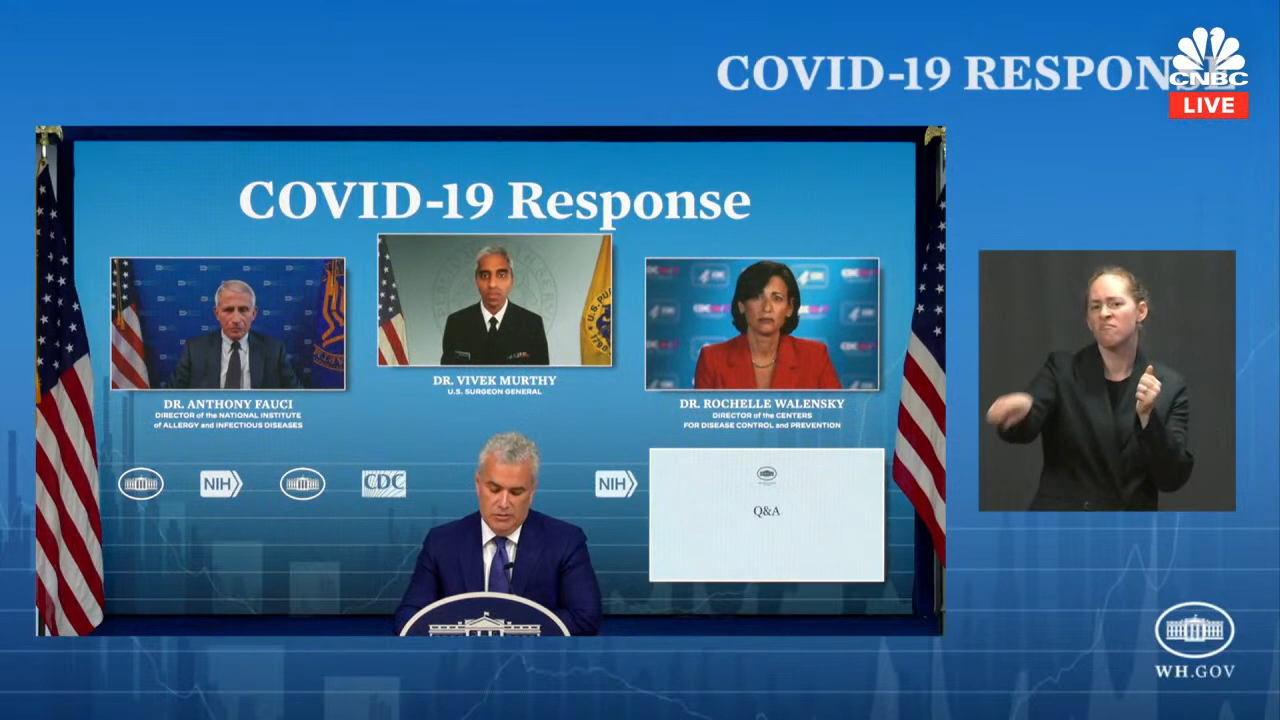 COVID-19 RESPONSE
CNBC
LIVE
COVID-19 Response
DR. VIVEK MURTHY
U.S. SURGEON GENERAL
DR. ANTHONY FAUCI
DIRECTOR of the NATIONAL INSTITUTE
of ALLERGY and INFECTIOUS DISEASES
DR. ROCHELLE WALENSKY
DIRECTOR of the CENTERS
FOR DISEASE CONTROL and PREVENTION
NIH
CDC
NIH
Q&A
WH.GOV